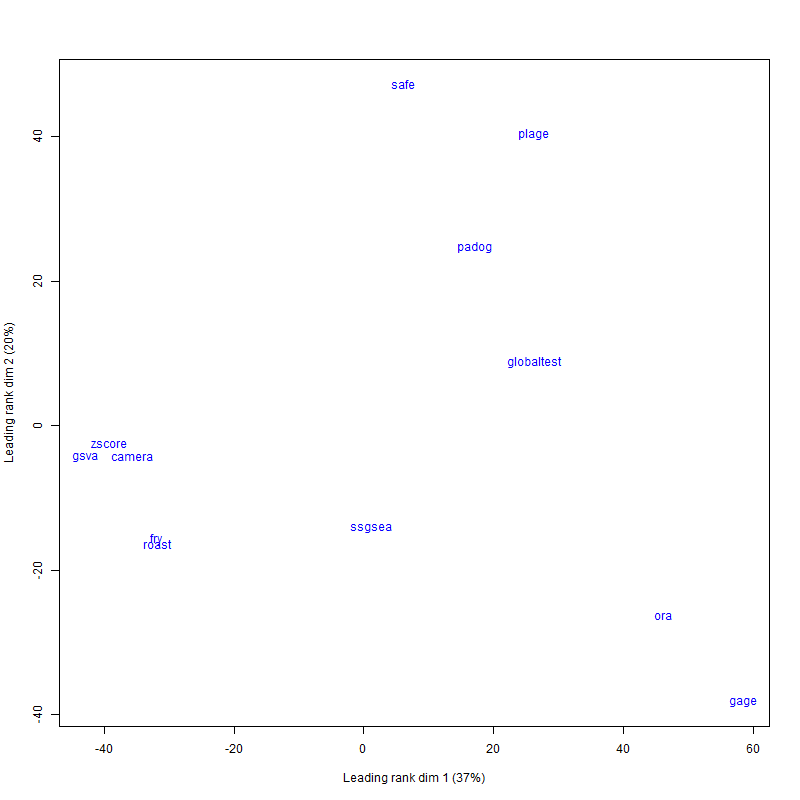 safe
plage
40
padog
20
globaltest
Leading rank dim 2 (20%)
0
zscore
gsva
camera
ssgsea
fry
roast
-20
ora
gage
-40
-40
-20
0
20
40
60
Leading rank dim 1 (37%)